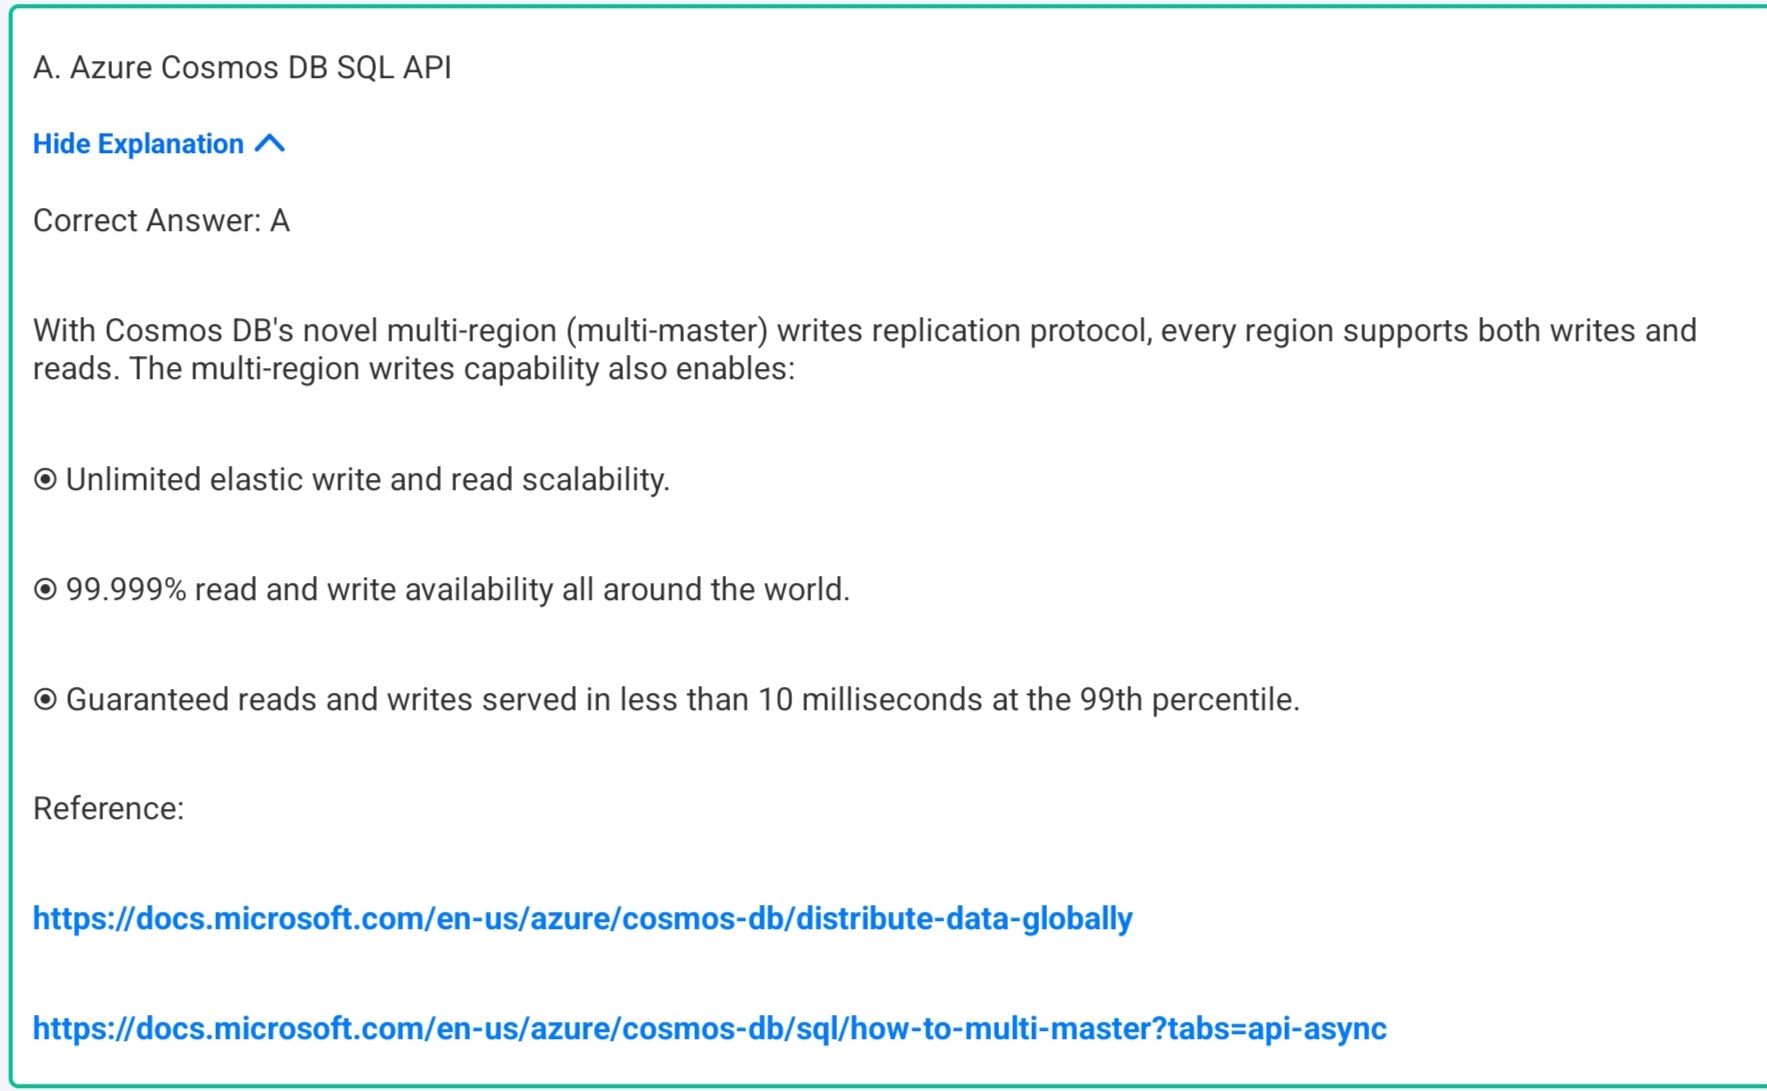 A. Azure Cosmos DB SQL API
Hide Explanation
Correct Answer: A
With Cosmos DB's novel multi-region (multi-master) writes replication protocol, every region supports both writes and
reads. The multi-region writes capability also enables:
Unlimited elastic write and read scalability.
99.999% read and write availability all around the world.
Guaranteed reads and writes served in less than 10 milliseconds at the 99th percentile.
Reference:
https://docs.microsoft.com/en-us/azure/cosmos-db/distribute-data-globally
https://docs.microsoft.com/en-us/azure/cosmos-db/sql/how-to-multi-master?tabs=api-async